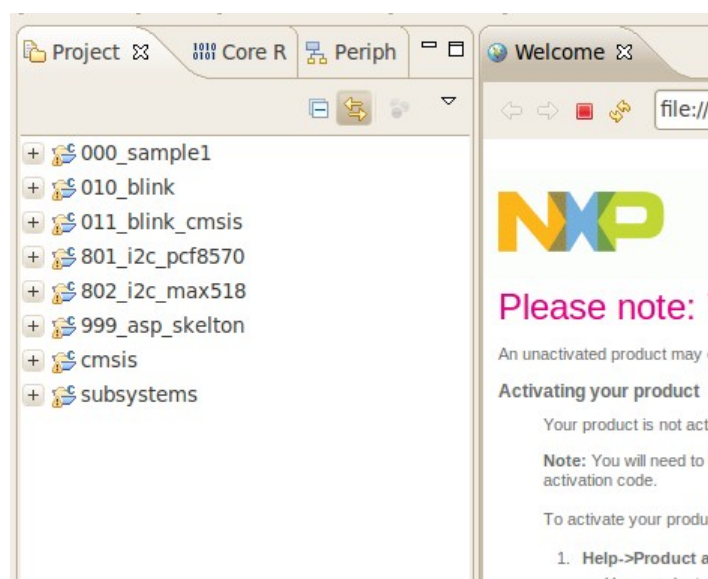 Project
Core R
Periph
Welcome
file://
000_sample1
010_blink
011_blink_cmsis
801_i2c_pcf8570
802_i2c_max518
999_asp_skelton
cmsis
subsystems
NXP
Please note:
An unactivated product may
Activating your product
Your product is not act
Note: You will need to
activation code.
To activate your produ
1. Help->Product a